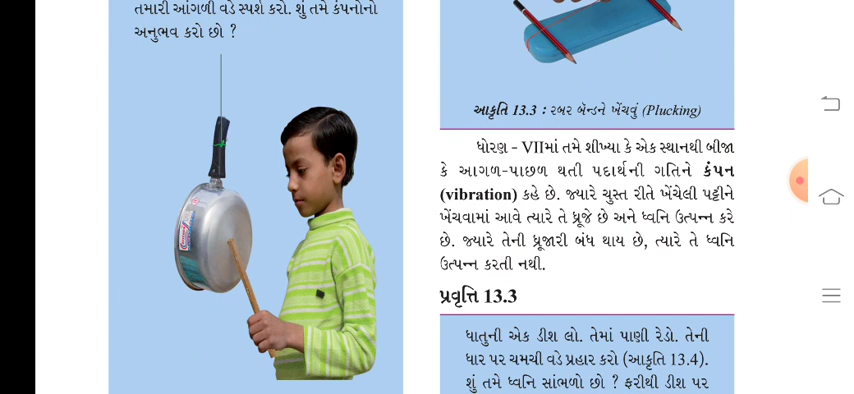 તમારી આંગળી વડે સ્પર્શ કરો. શું તમે કંપનોનો
અનુભવ કરો છો ?
આકૃતિ 13.3 : રબર બૅન્ડને ખેંચવું (Plucking)
ધોરણ - VIIમાં તમે શીખ્યા કે એક સ્થાનથી બીજા
કે આગળ-પાછળ થતી પદાર્થની ગતિને કંપન
(vibration) કહે છે. જ્યારે ચુસ્ત રીતે ખેંચેલી પટ્ટીને
ખેંચવામાં આવે ત્યારે તે ધ્રૂજે છે અને ધ્વનિ ઉત્પન્ન કરે
છે. જ્યારે તેની ધ્રૂજારી બંધ થાય છે, ત્યારે તે ધ્વનિ
ઉત્પન્ન કરતી નથી.
પ્રવૃત્તિ 13.3
ધાતુની એક ડીશ લો. તેમાં પાણી રેડો. તેની
ધાર પર ચમચી વડે પ્રહાર કરો (આકૃતિ 13.4).
શું તમે ધ્વનિ સાંભળો છો ? ફરીથી ડીશ પર